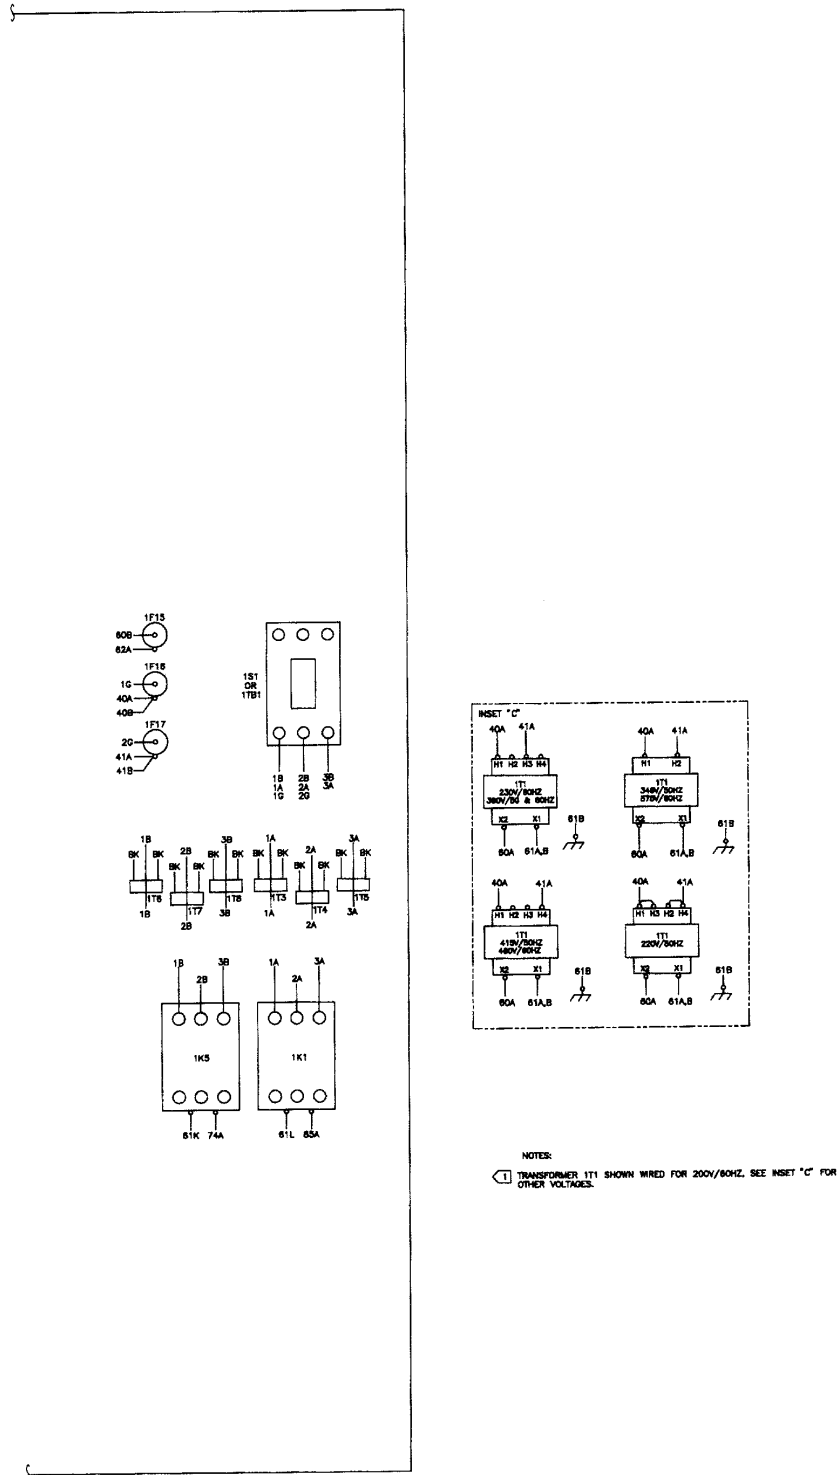 1F15
60B
62A
1F16
1G
40A
40B
1F17
2G
41A
41B
1S1
OR
1TB1
1B 2B 3B
1A 2A 3A
1G 2G
1B 2B 3B 1A 2A 3A
BK BK BK BK BK BK BK BK BK BK BK BK
1T6 1T7 1T8 1T3 1T4 1T5
1B 2B 3B 1A 2A 3A
1B 2B 3B 1A 2A 3A
1K5 1K1
61K 74A 61L 65A
INSET "C"
40A 41A
H1 H2 H3 H4
1T1
230V/60HZ
380V/50 & 60HZ
X2 X1
60A 61A,B
61B
40A 41A
H1 H2
1T1
346V/50HZ
575V/60HZ
X2 X1
60A 61A,B
61B
40A 41A
H1 H2 H3 H4
1T1
415V/50HZ
460V/60HZ
X2 X1
60A 61A,B
61B
40A 41A
H1 H3 H2 H4
1T1
220V/50HZ
X2 X1
60A 61A,B
61B
NOTES:
1 TRANSFORMER 1T1 SHOWN WIRED FOR 200V/60HZ, SEE INSET "C" FOR
OTHER VOLTAGES.